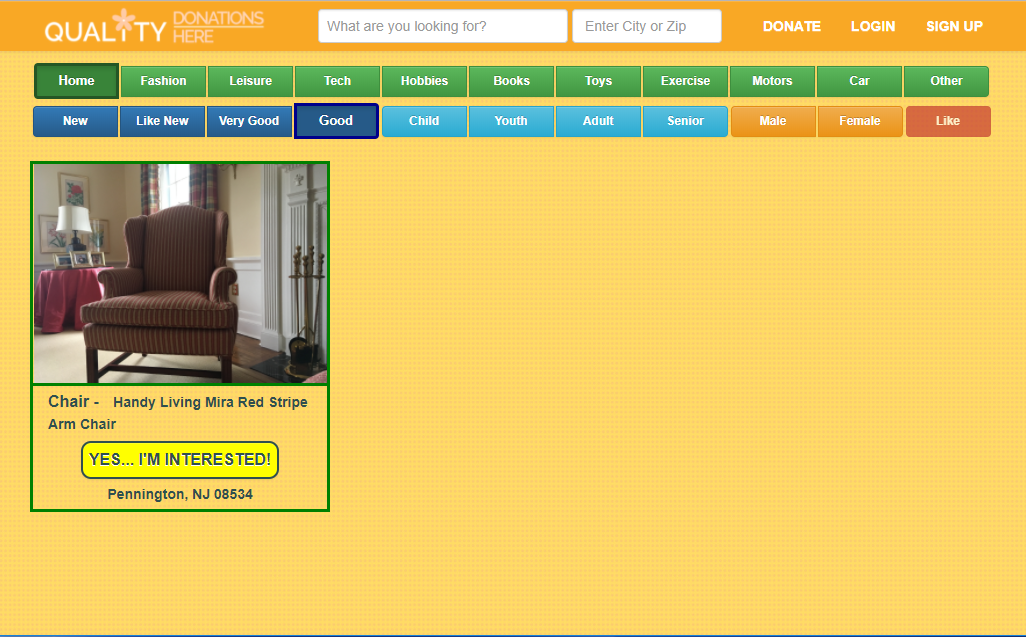 QUALITY DONATIONS HERE
What are you looking for? Enter City or Zip DONATE LOGIN SIGN UP
Home Fashion Leisure Tech Hobbies Books Toys Exercise Motors Car Other
New Like New Very Good Good Child Youth Adult Senior Male Female Like
Chair - Handy Living Mira Red Stripe
Arm Chair
YES... I'M INTERESTED!
Pennington, NJ 08534